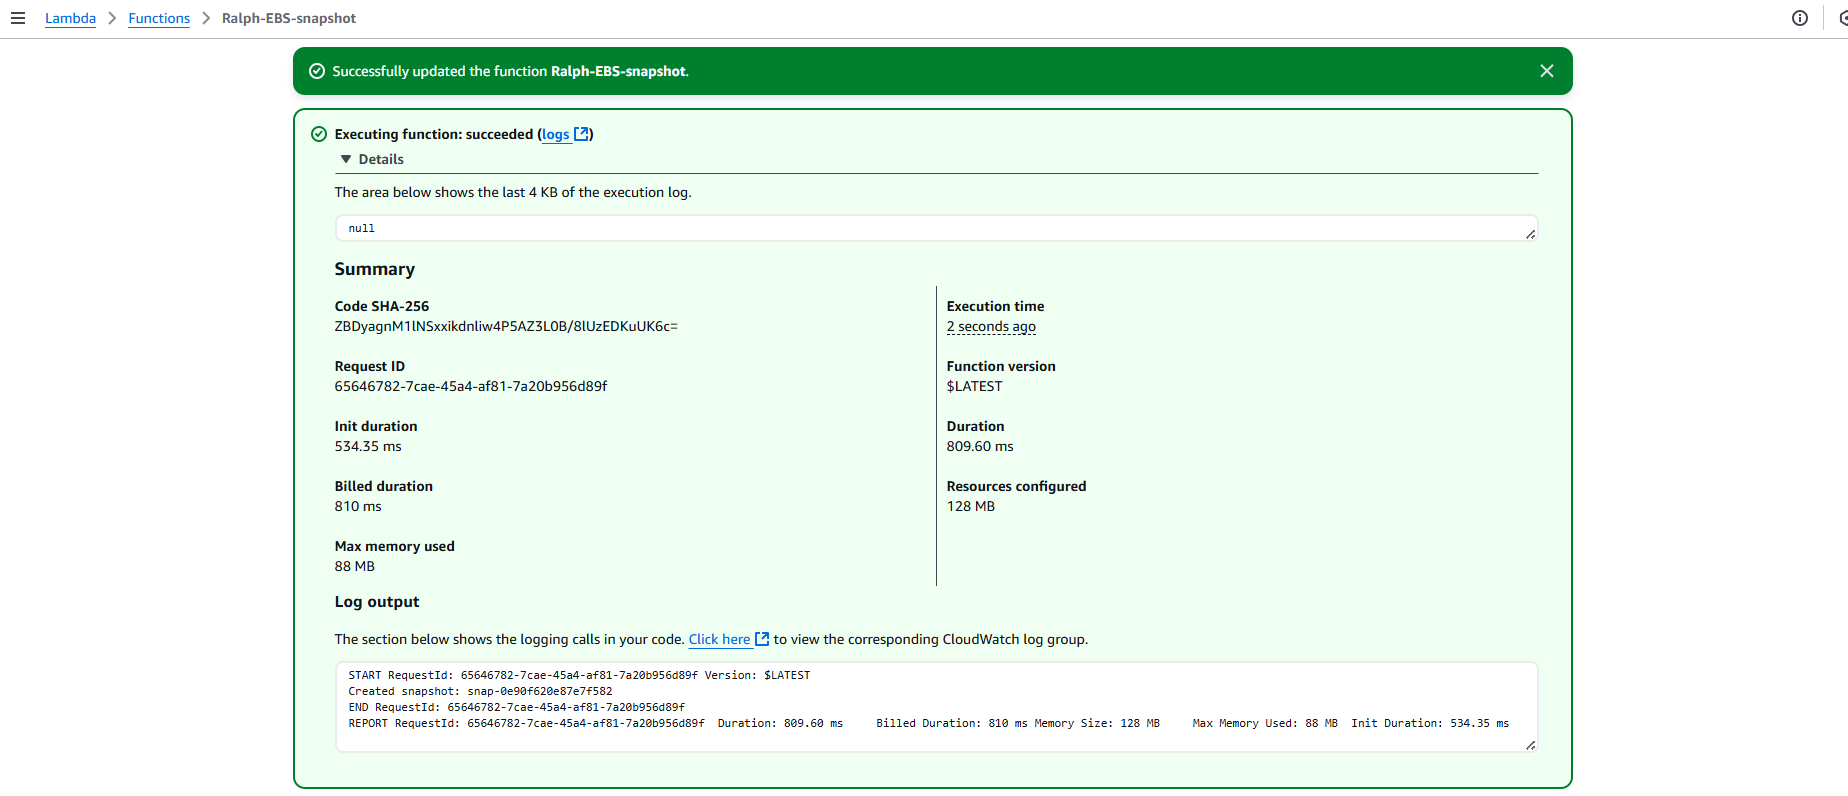 Lambda > Functions > Ralph-EBS-snapshot
Successfully updated the function Ralph-EBS-snapshot.
Executing function: succeeded (logs)
Details
The area below shows the last 4 KB of the execution log.
null
Summary
Code SHA-256
ZBDyagnM1lNSxxikdnliw4P5AZ3L0B/8lUzEDKuUK6c=
Execution time
2 seconds ago
Request ID
65646782-7cae-45a4-af81-7a20b956d89f
Function version
$LATEST
Init duration
534.35 ms
Duration
809.60 ms
Billed duration
810 ms
Resources configured
128 MB
Max memory used
88 MB
Log output
The section below shows the logging calls in your code. Click here to view the corresponding CloudWatch log group.
START RequestId: 65646782-7cae-45a4-af81-7a20b956d89f Version: $LATEST
Created snapshot: snap-0e90f620e87e7f582
END RequestId: 65646782-7cae-45a4-af81-7a20b956d89f
REPORT RequestId: 65646782-7cae-45a4-af81-7a20b956d89f Duration: 809.60 ms Billed Duration: 810 ms Memory Size: 128 MB Max Memory Used: 88 MB Init Duration: 534.35 ms